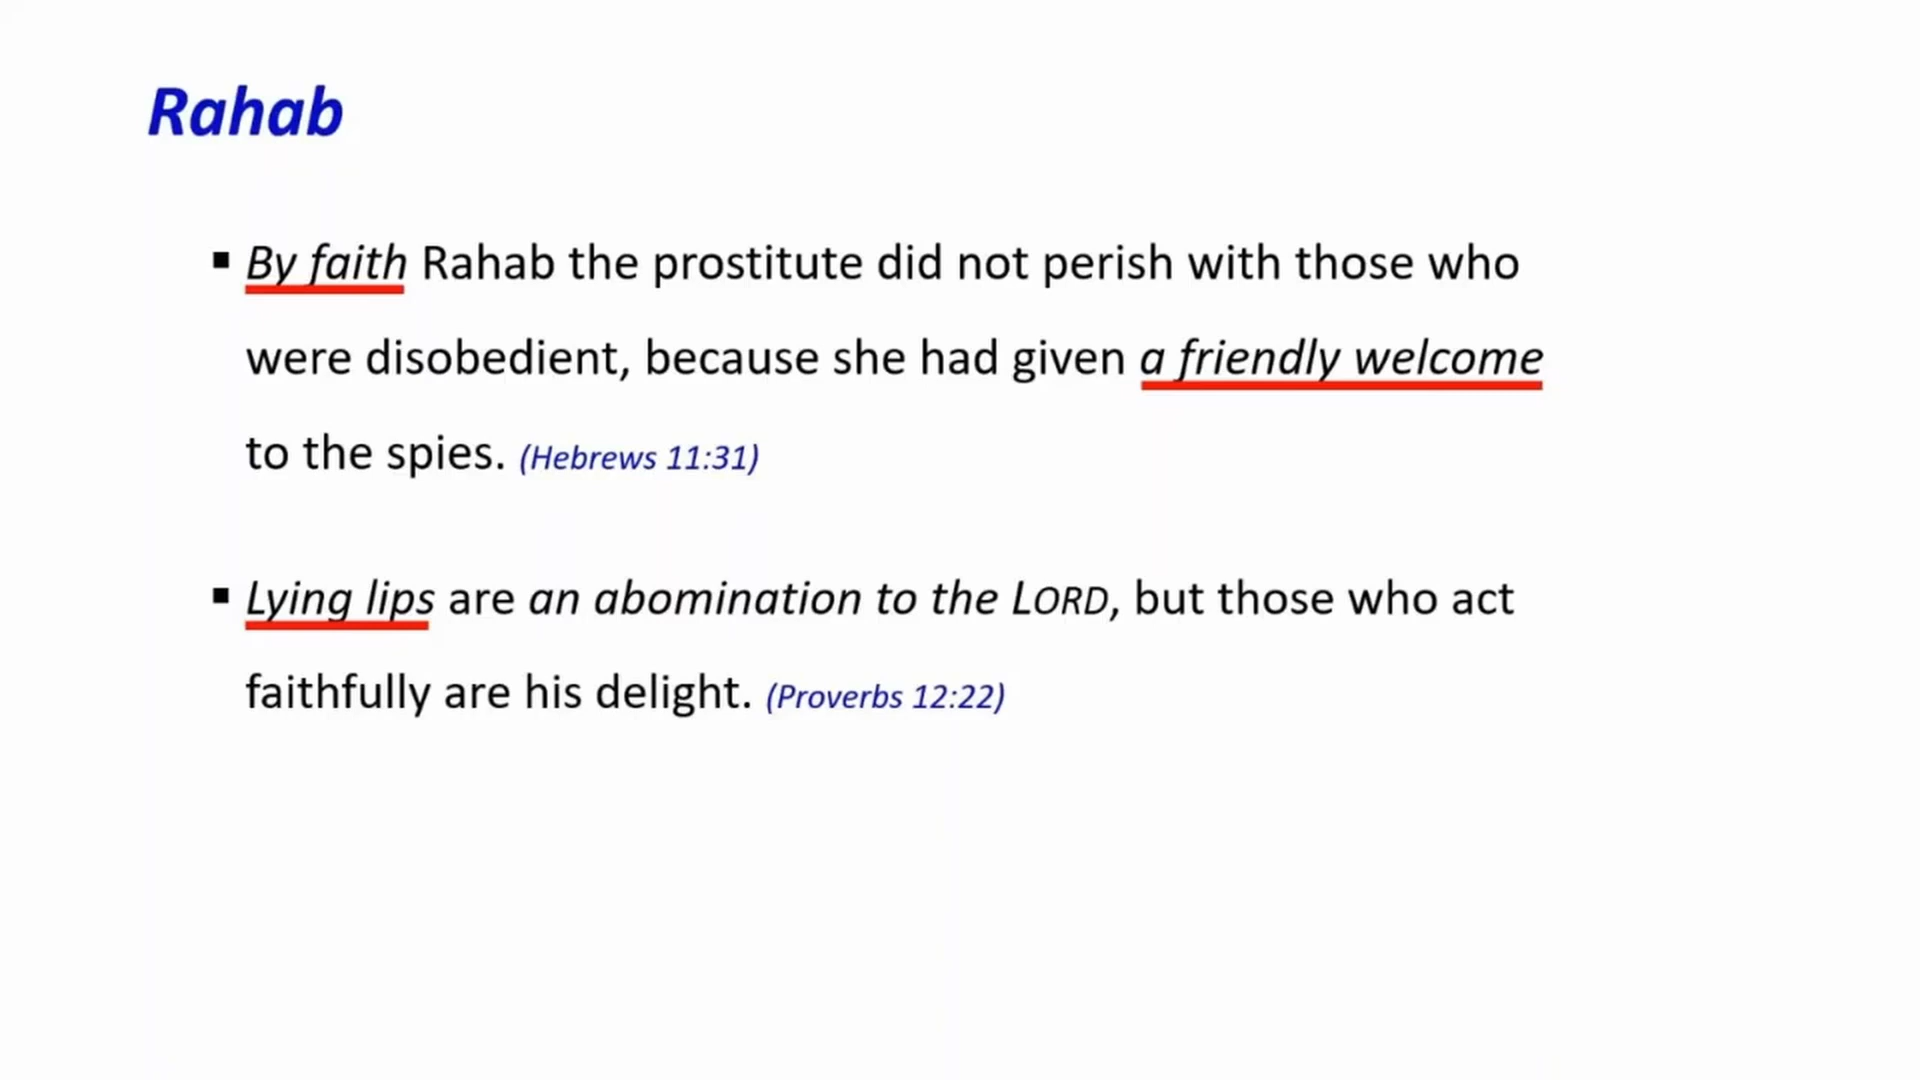 Rahab
▪ By faith Rahab the prostitute did not perish with those who
were disobedient, because she had given a friendly welcome
to the spies. (Hebrews 11:31)
▪ Lying lips are an abomination to the LORD, but those who act
faithfully are his delight. (Proverbs 12:22)